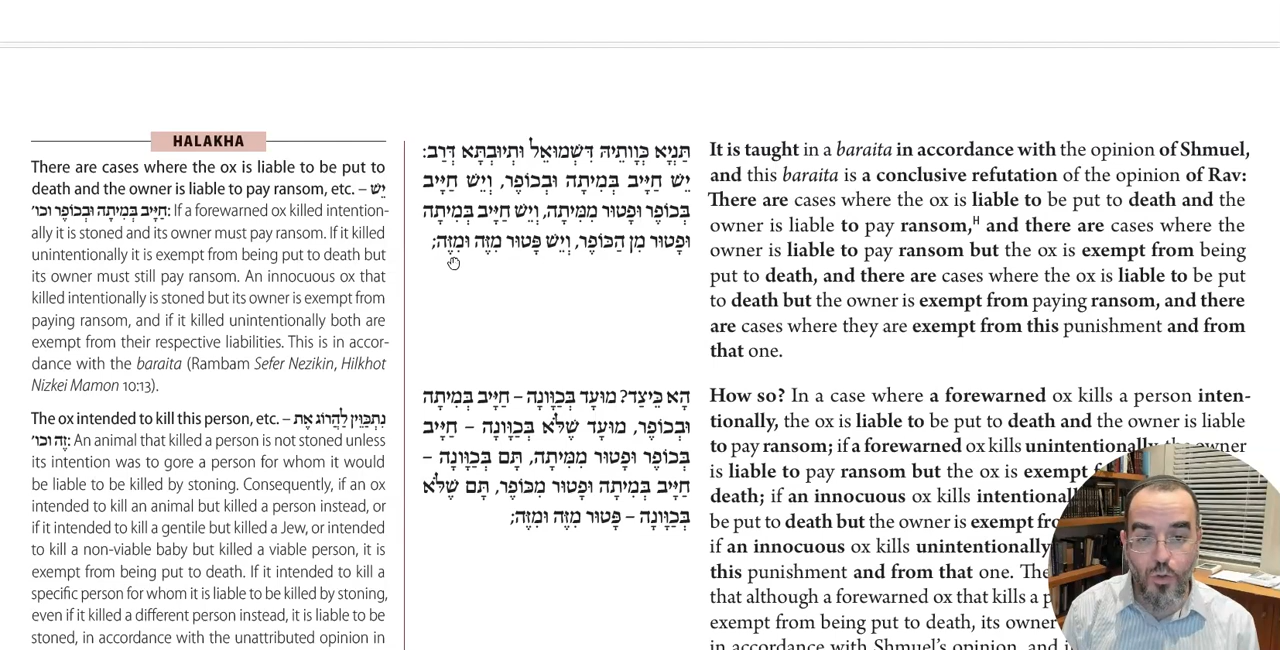 HALAKHA
There are cases where the ox is liable to be put to
death and the owner is liable to pay ransom, etc. – יֵשׁ
חַיָּיב בְּמִיתָה וּבְכוֹפֶר וכו׳: If a forewarned ox killed intention-
ally it is stoned and its owner must pay ransom. If it killed
unintentionally it is exempt from being put to death but
its owner must still pay ransom. An innocuous ox that
killed intentionally is stoned but its owner is exempt from
paying ransom, and if it killed unintentionally both are
exempt from their respective liabilities. This is in accor-
dance with the baraita (Rambam Sefer Nezikin, Hilkhot
Nizkei Mamon 10:13).
The ox intended to kill this person, etc. – נִתְכַּוֵּין לַהֲרוֹג אֶת
זֶה וכו׳: An animal that killed a person is not stoned unless
its intention was to gore a person for whom it would
be liable to be killed by stoning. Consequently, if an ox
intended to kill an animal but killed a person instead, or
if it intended to kill a gentile but killed a Jew, or intended
to kill a non-viable baby but killed a viable person, it is
exempt from being put to death. If it intended to kill a
specific person for whom it is liable to be killed by stoning,
even if it killed a different person instead, it is liable to be
stoned, in accordance with the unattributed opinion in
תַּנְיָא כְּוָותֵיהּ דִּשְׁמוּאֵל וּתְיוּבְתָּא דְּרַב:
יֵשׁ חַיָּיב בְּמִיתָה וּבְכוֹפֶר, וְיֵשׁ חַיָּיב
בְּכוֹפֶר וּפָטוּר מִמִּיתָה, וְיֵשׁ חַיָּיב בְּמִיתָה
וּפָטוּר מִן הַכּוֹפֶר, וְיֵשׁ פָּטוּר מִזֶּה וּמִזֶּה;
הָא כֵּיצַד? מוּעָד בְּכַוָּונָה – חַיָּיב בְּמִיתָה
וּבְכוֹפֶר, מוּעָד שֶׁלֹּא בְּכַוָּונָה – חַיָּיב
בְּכוֹפֶר וּפָטוּר מִמִּיתָה, תָּם בְּכַוָּונָה –
חַיָּיב בְּמִיתָה וּפָטוּר מִכּוֹפֶר, תָּם שֶׁלֹּא
בְּכַוָּונָה – פָּטוּר מִזֶּה וּמִזֶּה;
It is taught in a baraita in accordance with the opinion of Shmuel,
and this baraita is a conclusive refutation of the opinion of Rav:
There are cases where the ox is liable to be put to death and the
owner is liable to pay ransom,H and there are cases where the
owner is liable to pay ransom but the ox is exempt from being
put to death, and there are cases where the ox is liable to be put
to death but the owner is exempt from paying ransom, and there
are cases where they are exempt from this punishment and from
that one.
How so? In a case where a forewarned ox kills a person inten-
tionally, the ox is liable to be put to death and the owner is liable
to pay ransom; if a forewarned ox kills unintentionally the owner
is liable to pay ransom but the ox is exempt
death; if an innocuous ox kills intentional
be put to death but the owner is exempt
if an innocuous ox kills unintentionally
this punishment and from that one. The
that although a forewarned ox that kills a
exempt from being put to death, its owner
in accordance with Shmuel's opinion, and